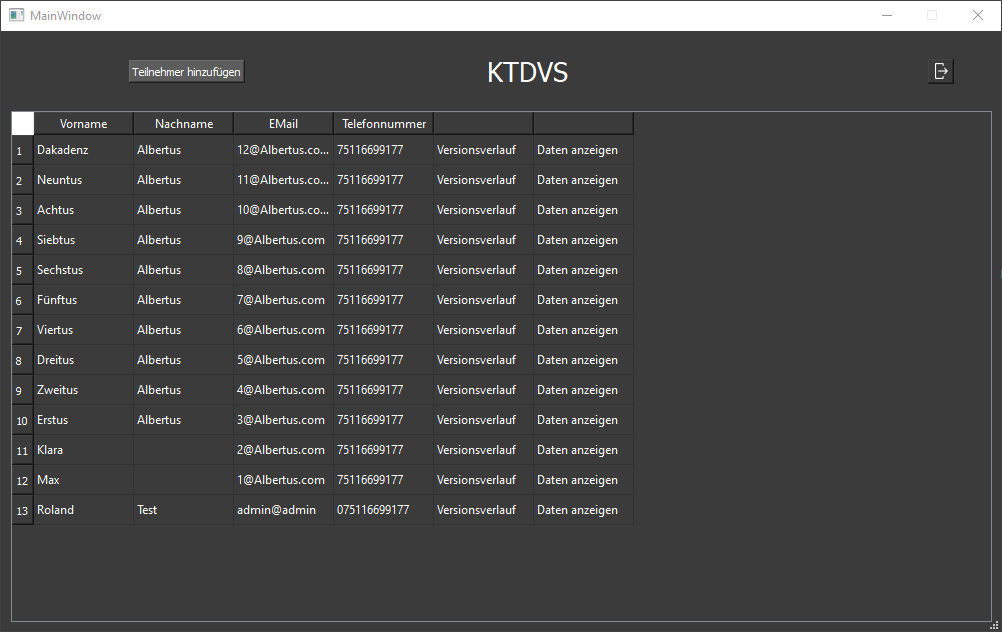 MainWindow
Teilnehmer hinzufügen KTDVS
Vorname Nachname EMail Telefonnummer
1 Dakadenz Albertus 12@Albertus.co... 75116699177 Versionsverlauf Daten anzeigen
2 Neuntus Albertus 11@Albertus.co... 75116699177 Versionsverlauf Daten anzeigen
3 Achtus Albertus 10@Albertus.co... 75116699177 Versionsverlauf Daten anzeigen
4 Siebtus Albertus 9@Albertus.com 75116699177 Versionsverlauf Daten anzeigen
5 Sechstus Albertus 8@Albertus.com 75116699177 Versionsverlauf Daten anzeigen
6 Fünftus Albertus 7@Albertus.com 75116699177 Versionsverlauf Daten anzeigen
7 Viertus Albertus 6@Albertus.com 75116699177 Versionsverlauf Daten anzeigen
8 Dreitus Albertus 5@Albertus.com 75116699177 Versionsverlauf Daten anzeigen
9 Zweitus Albertus 4@Albertus.com 75116699177 Versionsverlauf Daten anzeigen
10 Erstus Albertus 3@Albertus.com 75116699177 Versionsverlauf Daten anzeigen
11 Klara 2@Albertus.com 75116699177 Versionsverlauf Daten anzeigen
12 Max 1@Albertus.com 75116699177 Versionsverlauf Daten anzeigen
13 Roland Test admin@admin 075116699177 Versionsverlauf Daten anzeigen